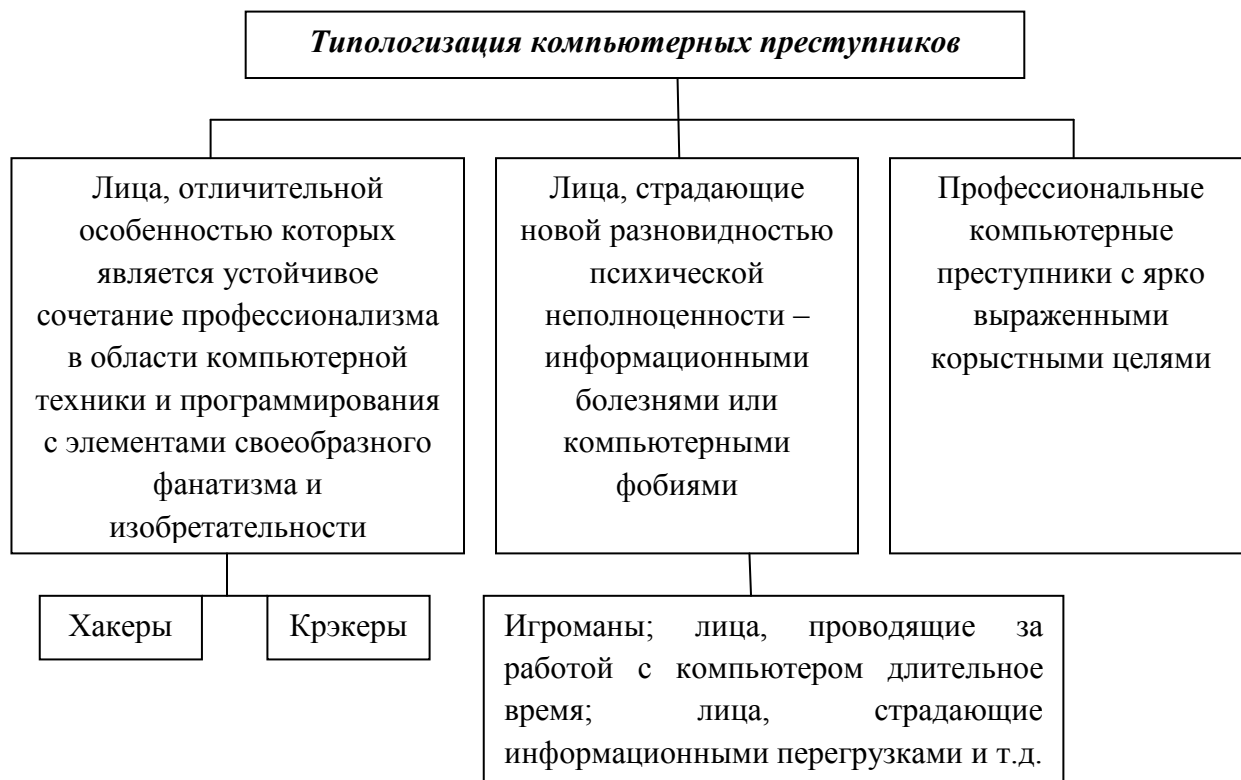 Типологизация компьютерных преступников
Лица, отличительной
особенностью которых
является устойчивое
сочетание профессионализма
в области компьютерной
техники и программирования
с элементами своеобразного
фанатизма и
изобретательности
Лица, страдающие
новой разновидностью
психической
неполноценности –
информационными
болезнями или
компьютерными
фобиями
Профессиональные
компьютерные
преступники с ярко
выраженными
корыстными целями
Хакеры
Крэкеры
Игроманы; лица, проводящие за
работой с компьютером длительное
время; лица, страдающие
информационными перегрузками и т.д.